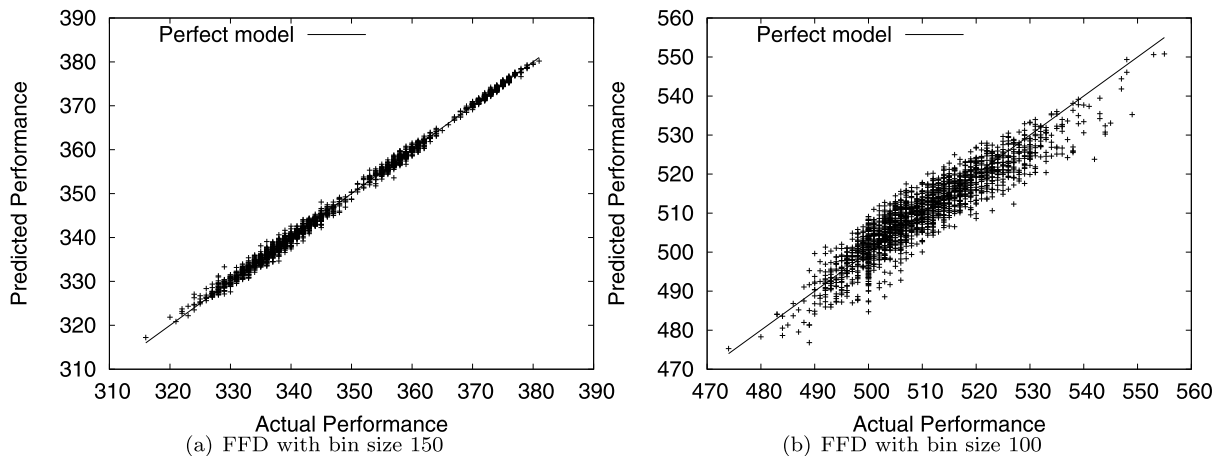 390
380
370
360
350
340
330
320
310
Perfect model
Predicted Performance
310 320 330 340 350 360 370 380 390
Actual Performance
(a) FFD with bin size 150
560
550
540
530
520
510
500
490
480
470
Perfect model
Predicted Performance
470 480 490 500 510 520 530 540 550 560
Actual Performance
(b) FFD with bin size 100